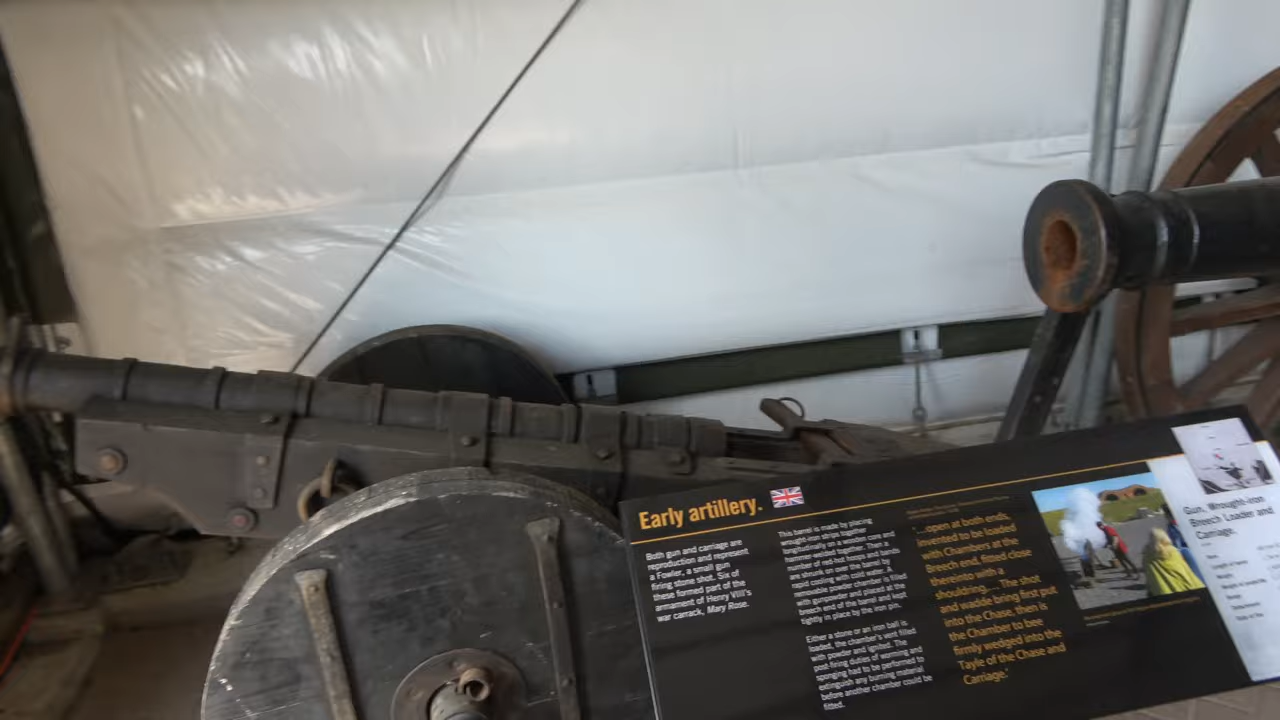 Early artillery.
Both gun and carriage are
reproduction and represent
a Fowler, a small gun
firing stone shot. Six of
these formed part of the
armament of Henry VIII's
war carrack, Mary Rose.
This barrel is made by placing
wrought-iron strips together
longitudinally on a wooden core and
hammer-welded together. Then a
number of red-hot hoops and bands
are shrunk on over the barrel by
rapid cooling with cold water. A
removable powder chamber is filled
with gunpowder and placed at the
breech end of the barrel and kept
tightly in place by the iron pin.
Either a stone or an iron ball is
loaded, the chamber's vent filled
with powder and ignited. The
post-firing duties of worming and
sponging had to be performed to
extinguish any burning material
before another chamber could be
fitted.
'...open at both ends,
invented to be loaded
with Chambers at the
Breech end, fitted close
thereinto with a
shouldring.... The shot
and wadde bring first put
into the Chase, then is
the Chamber to bee
firmly wedged into the
Tayle of the Chase and
Carriage.'
Gun, Wrought-iron
Breech Loader and
Carriage.